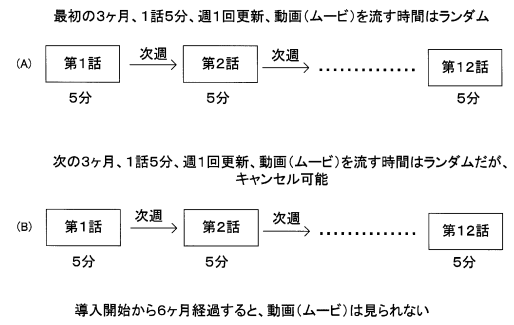 最初の3ヶ月、1話5分、週1回更新、動画(ムービ)を流す時間はランダム
(A) 第1話 次週 第2話 次週 ・・・・・・・・・・・・・・ 第12話
5分 5分 5分
次の3ヶ月、1話5分、週1回更新、動画(ムービ)を流す時間はランダムだが、
キャンセル可能
(B) 第1話 次週 第2話 次週 ・・・・・・・・・・・・・・ 第12話
5分 5分 5分
導入開始から6ヶ月経過すると、動画(ムービ)は見られない